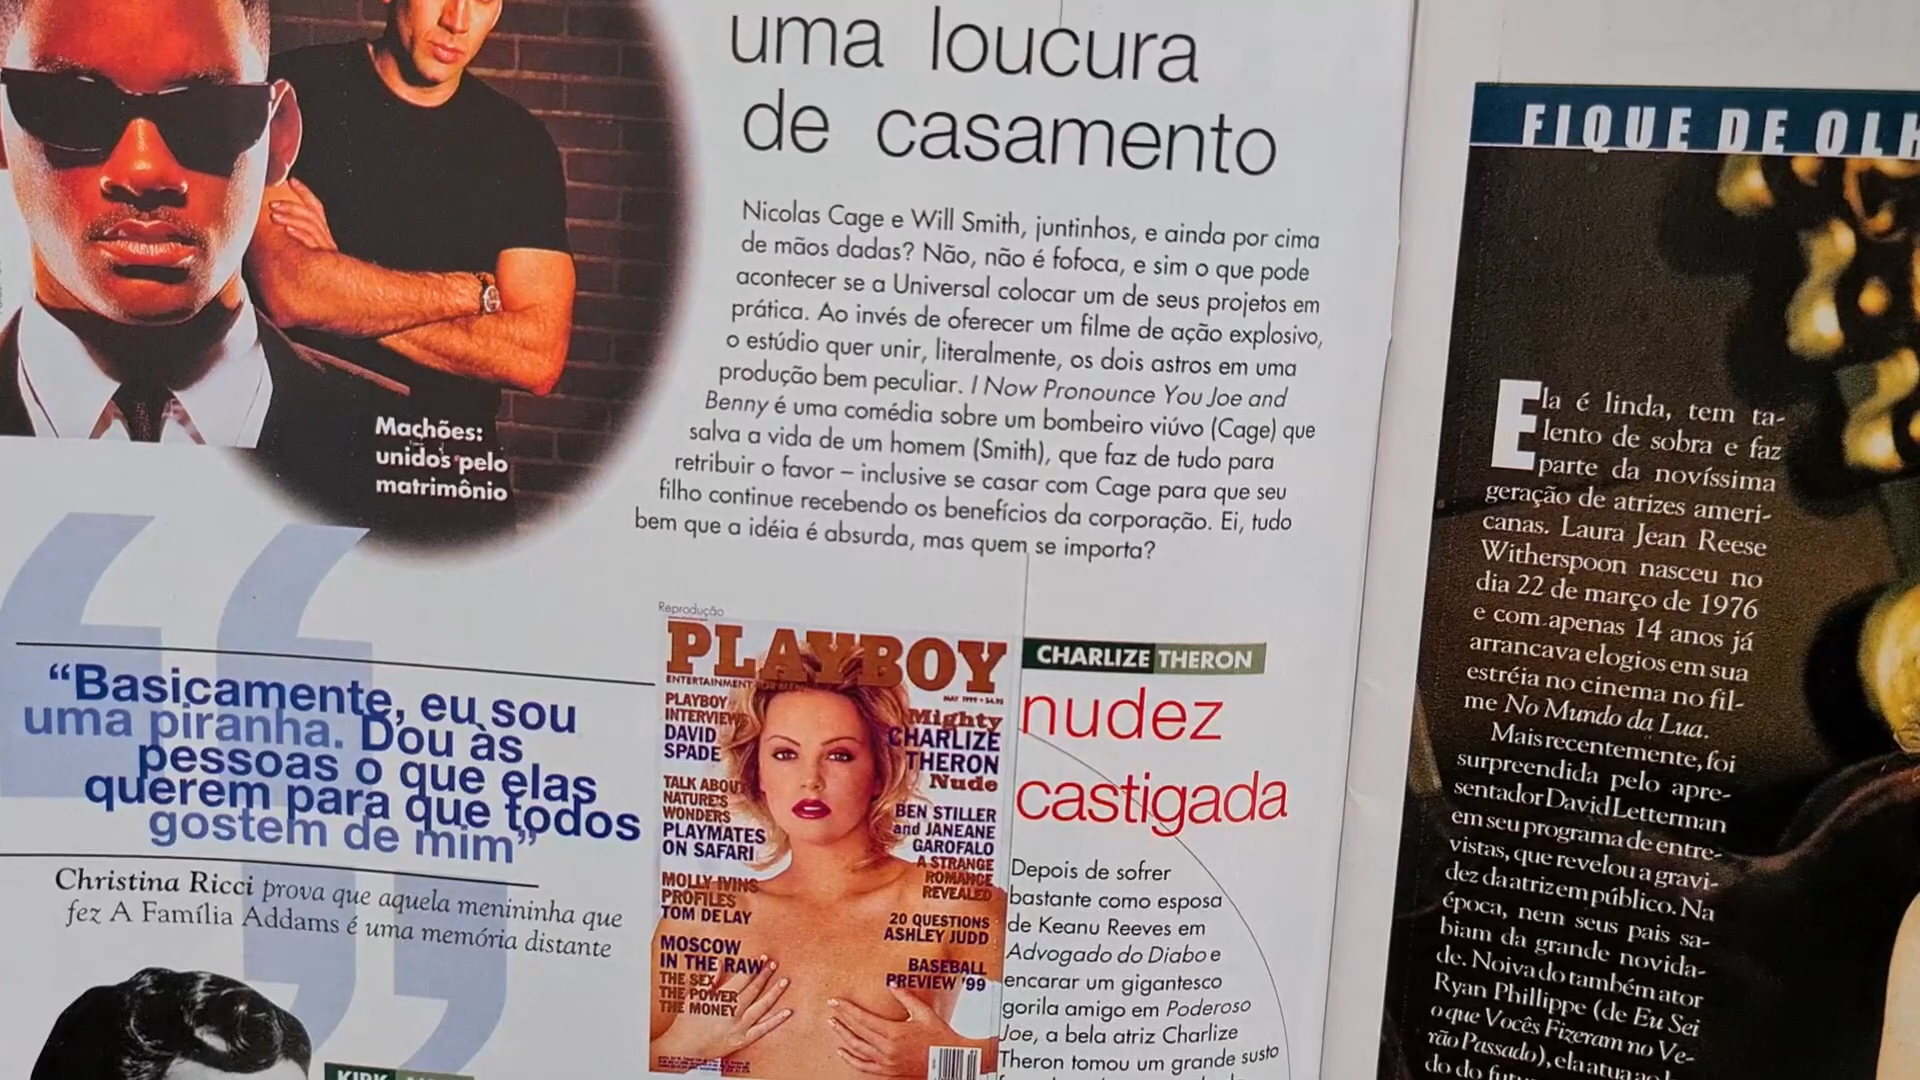 uma loucura
de casamento
Nicolas Cage e Will Smith, juntinhos, e ainda por cima
de mãos dadas? Não, não é fofoca, e sim o que pode
acontecer se a Universal colocar um de seus projetos em
prática. Ao invés de oferecer um filme de ação explosivo,
o estúdio quer unir, literalmente, os dois astros em uma
produção bem peculiar. I Now Pronounce You Joe and
Benny é uma comédia sobre um bombeiro viúvo (Cage) que
salva a vida de um homem (Smith), que faz de tudo para
retribuir o favor – inclusive se casar com Cage para que seu
filho continue recebendo os benefícios da corporação. Ei, tudo
bem que a idéia é absurda, mas quem se importa?
Machões:
unidos pelo
matrimônio
“Basicamente, eu sou
uma piranha. Dou às
pessoas o que elas
querem para que todos
gostem de mim”
Christina Ricci prova que aquela menininha que
fez A Família Addams é uma memória distante
Reprodução
PLAYBOY
ENTERTAINMENT
MAY 1999 • $4.95
PLAYBOY
INTERVIEW
DAVID
SPADE
TALK ABOUT
NATURE'S
WONDERS
PLAYMATES
ON SAFARI
MOLLY IVINS
PROFILES
TOM DELAY
MOSCOW
IN THE RAW
THE SEX
THE POWER
THE MONEY
Mighty
CHARLIZE
THERON
Nude
BEN STILLER
and JANEANE
GAROFALO
A STRANGE
ROMANCE
REVEALED
20 QUESTIONS
ASHLEY JUDD
BASEBALL
PREVIEW '99
CHARLIZE THERON
nudez
castigada
Depois de sofrer
bastante como esposa
de Keanu Reeves em
Advogado do Diabo e
encarar um gigantesco
gorila amigo em Poderoso
Joe, a bela atriz Charlize
Theron tomou um grande susto
FIQUE DE OLH
Ela é linda, tem ta-
lento de sobra e faz
parte da novíssima
geração de atrizes ameri-
canas. Laura Jean Reese
Witherspoon nasceu no
dia 22 de março de 1976
e com apenas 14 anos já
arrancava elogios em sua
estréia no cinema no fil-
me No Mundo da Lua.
Mais recentemente, foi
surpreendida pelo apre-
sentador David Letterman
em seu programa de entre-
vistas, que revelou a gravi-
dez da atriz em público. Na
época, nem seus pais sa-
biam da grande novida-
de. Noiva do também ator
Ryan Phillippe (de Eu Sei
o que Vocês Fizeram no Ve-
rão Passado), ela atua ao l
do do futu